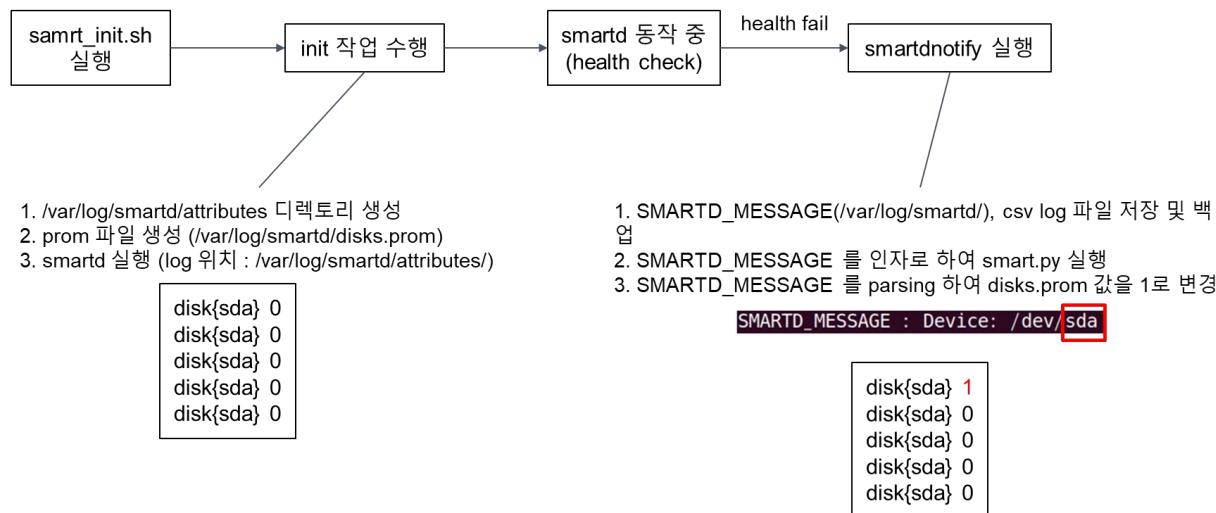 samrt_init.sh
실행
init 작업 수행
smartd 동작 중
(health check)
health fail
smartdnotify 실행
1. /var/log/smartd/attributes 디렉토리 생성
2. prom 파일 생성 (/var/log/smartd/disks.prom)
3. smartd 실행 (log 위치 : /var/log/smartd/attributes/)
disk{sda} 0
disk{sda} 0
disk{sda} 0
disk{sda} 0
disk{sda} 0
1. SMARTD_MESSAGE(/var/log/smartd/), csv log 파일 저장 및 백
업
2. SMARTD_MESSAGE 를 인자로 하여 smart.py 실행
3. SMARTD_MESSAGE 를 parsing 하여 disks.prom 값을 1로 변경
SMARTD_MESSAGE : Device: /dev/sda
disk{sda} 1
disk{sda} 0
disk{sda} 0
disk{sda} 0
disk{sda} 0